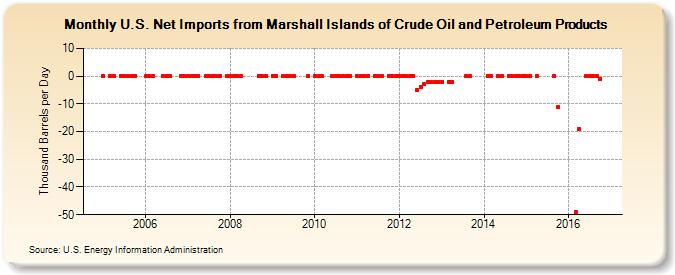 Monthly U.S. Net Imports from Marshall Islands of Crude Oil and Petroleum Products
Thousand Barrels per Day
10
0
-10
-20
-30
-40
-50
2006 2008 2010 2012 2014 2016
Source: U.S. Energy Information Administration